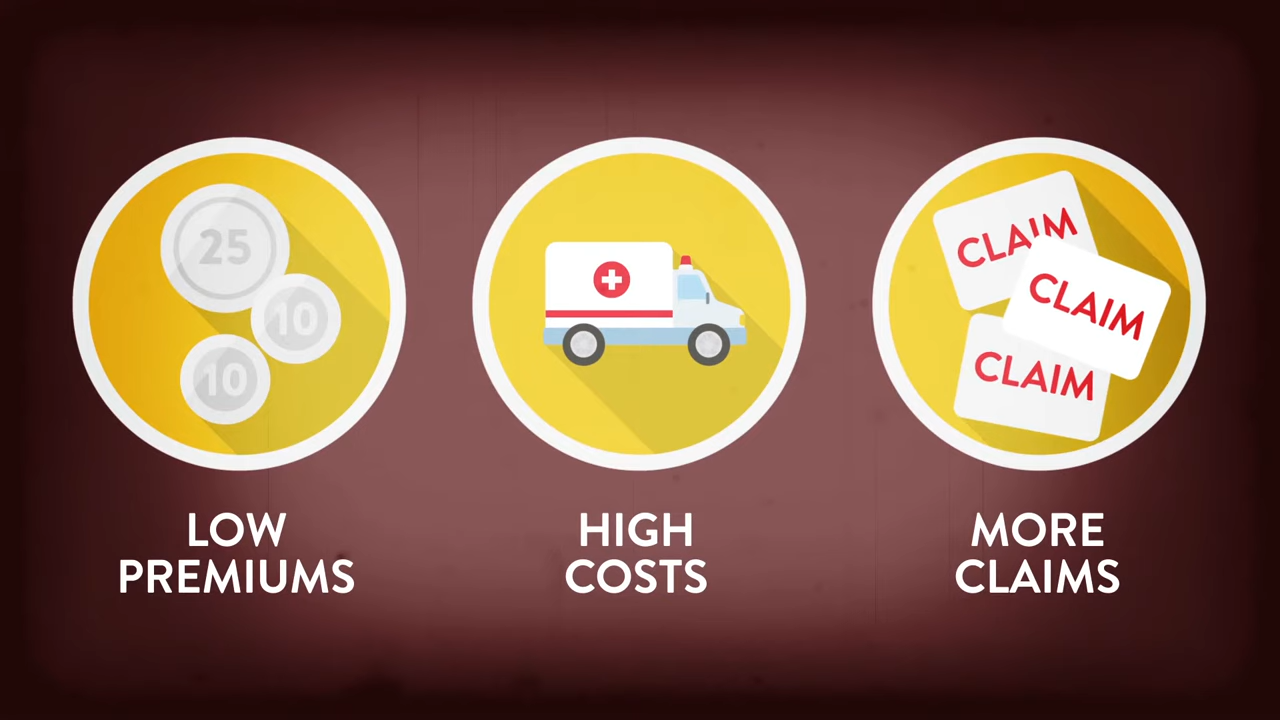 25
10
10
CLAIM
CLAIM
CLAIM
LOW
PREMIUMS
HIGH
COSTS
MORE
CLAIMS